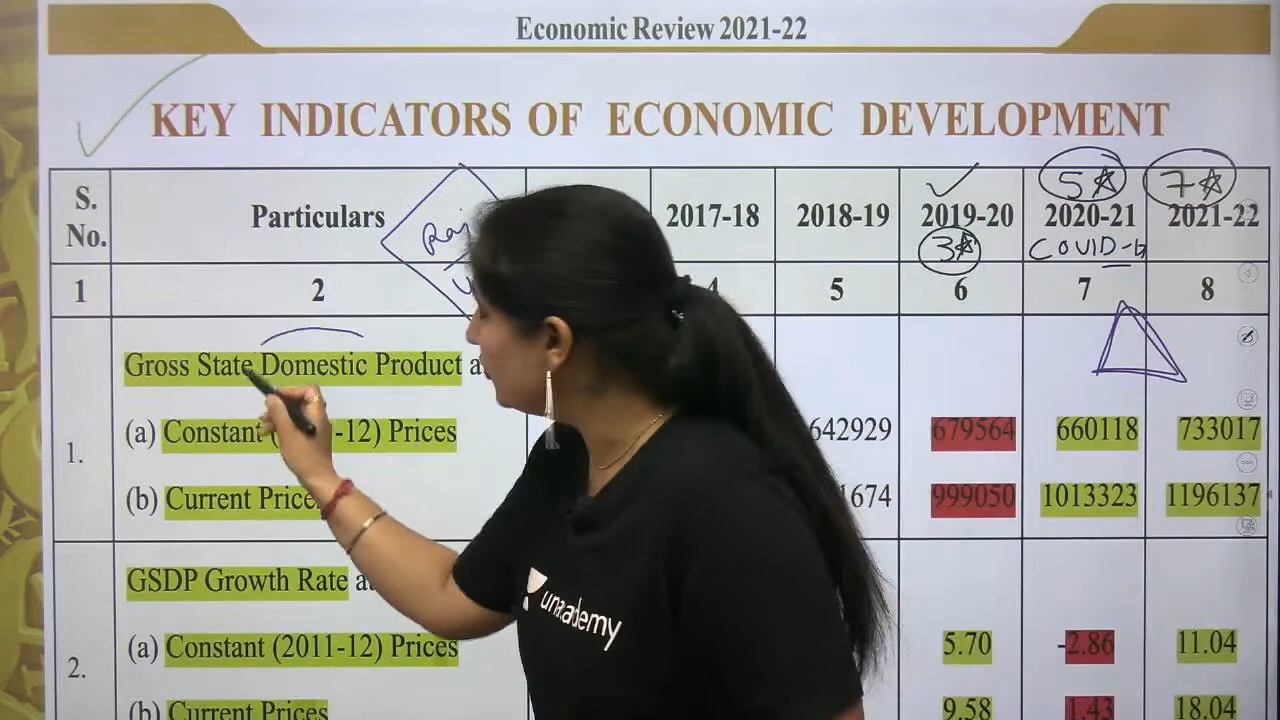 Economic Review 2021-22
KEY INDICATORS OF ECONOMIC DEVELOPMENT
S. No. Particulars 2017-18 2018-19 2019-20 2020-21 2021-22
Raj 3☆ COVID- 5☆ 7☆
1 2 4 5 6 7 8
Gross State Domestic Product a
1. (a) Constant ( -12) Prices 642929 679564 660118 733017
(b) Current Price 1674 999050 1013323 1196137
GSDP Growth Rate a
2. (a) Constant (2011-12) Prices 5.70 -2.86 11.04
(b) Current Prices 9.58 1.43 18.04
unacademy